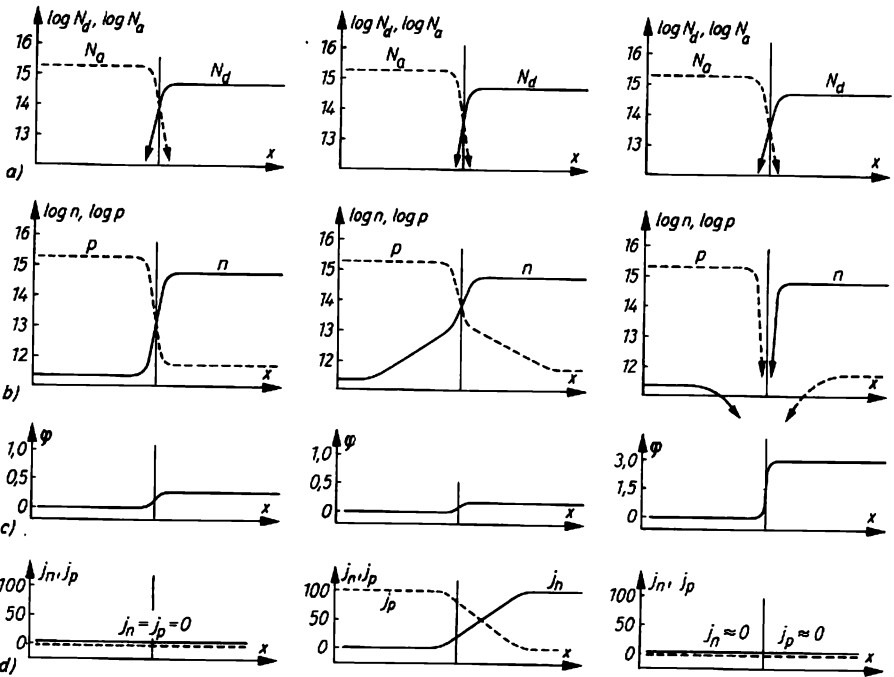 log N_d, log N_a
16
15
14
13
N_a
N_d
x
a)
log N_d, log N_a
16
15
14
13
N_a
N_d
x
log N_d, log N_a
16
15
14
13
N_a
N_d
x
log n, log p
16
15
14
13
12
p
n
x
b)
log n, log p
16
15
14
13
12
p
n
x
log n, log p
16
15
14
13
12
p
n
x
φ
1,0
0,5
0
x
c)
φ
1,0
0,5
0
x
φ
3,0
1,5
0
x
j_n, j_p
100
50
0
j_n = j_p = 0
x
d)
j_n, j_p
100
50
0
j_p
j_n
x
j_n, j_p
100
50
0
j_n ≈ 0
j_p ≈ 0
x